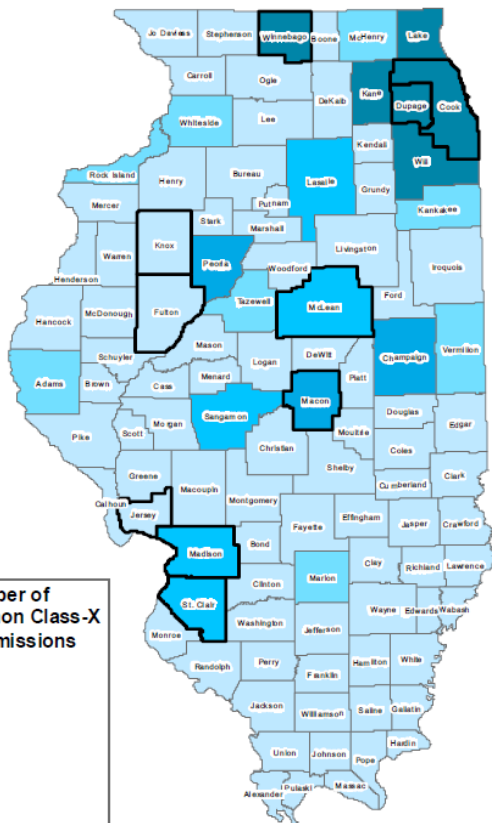 Jo Daviess
Stephenson
Winnebago
Boone
McHenry
Lake
Carroll
Ogle
DeKalb
Kane
Dupage
Cook
Whiteside
Lee
Kendall
Will
Rock Island
Bureau
Lasalle
Grundy
Henry
Mercer
Putnam
Kankakee
Stark
Marshall
Knox
Warren
Peoria
Livingston
Henderson
Woodford
Iroquois
Fulton
Tazewell
McLean
Ford
Hancock
McDonough
Mason
Schuyler
Logan
DeWitt
Champaign
Vermilion
Adams
Brown
Cass
Menard
Piatt
Macon
Sangamon
Douglas
Morgan
Scott
Moultrie
Edgar
Pike
Christian
Coles
Shelby
Greene
Macoupin
Cumberland
Clark
Calhoun
Jersey
Montgomery
Fayette
Effingham
Jasper
Crawford
Madison
Bond
Clay
Richland
Lawrence
Marion
Clinton
St. Clair
Wayne
Edwards
Wabash
Washington
Jefferson
Monroe
Randolph
Perry
Hamilton
White
Franklin
Jackson
Williamson
Saline
Gallatin
Union
Johnson
Pope
Hardin
Alexander
Pulaski
Massac
ber of
on Class-X
missions